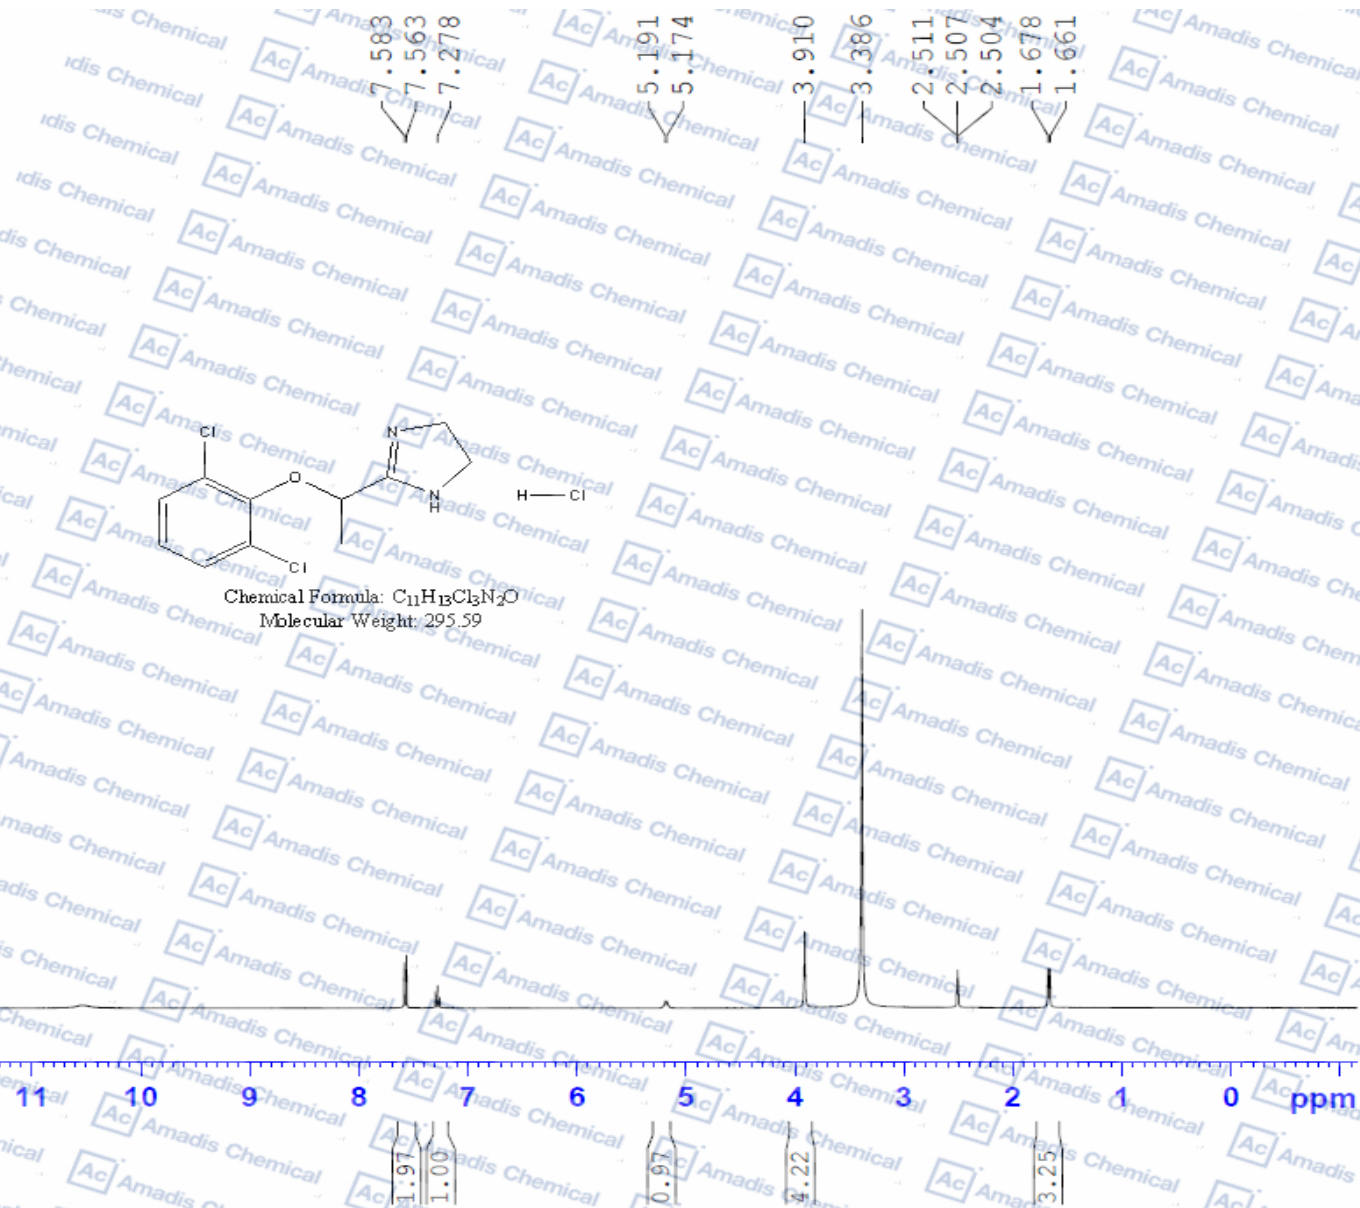 7.583
7.563
7.278
5.191
5.174
3.910
3.386
2.511
2.507
2.504
1.678
1.661
Ac Amadis Chemical
Cl
N
O
N
H
H Cl
Cl
Chemical Formula: C₁₁H₁₃Cl₃N₂O
Molecular Weight: 295.59
11 10 9 8 7 6 5 4 3 2 1 0 ppm
1.97
1.00
0.97
4.22
3.25